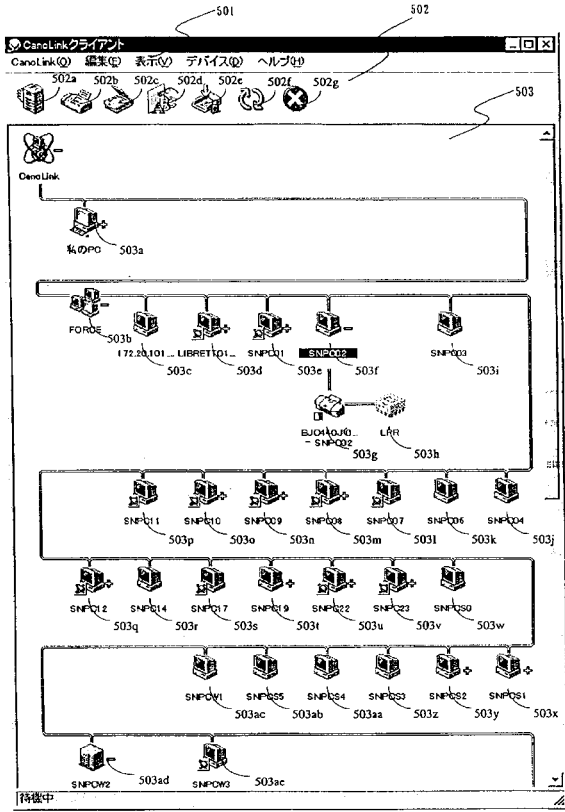 501
502
CanoLinkクライアント
CanoLink(O) 編集(E) 表示(V) デバイス(D) ヘルプ(H)
502a 502b 502c 502d 502e 502f 502g
503
CanoLink
私のPC 503a
FORCE 503b
172.20.101... LIBRETTO1... SNPC01 SNPC02 SNPC03
503c 503d 503e 503f 503i
LPR
- SNPC02
503g 503h
SNPC11 SNPC10 SNPC09 SNPC08 SNPC07 SNPC06 SNPC04
503p 503o 503n 503m 503l 503k 503j
SNPC12 SNPC14 SNPC17 SNPC19 SNPC22 SNPC23 SNPCS0
503q 503r 503s 503t 503u 503v 503w
SNPCW1 SNPCS5 SNPCS4 SNPCS3 SNPCS2 SNPCS1
503ac 503ab 503aa 503z 503y 503x
SNPCW2 503ad SNPCW3 503ae
待機中